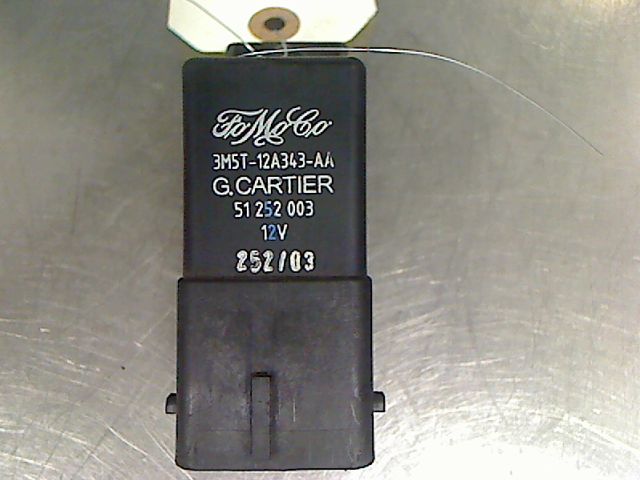 FoMoCo
3M5T-12A343-AA
G.CARTIER
51 252 003
12V
252/03